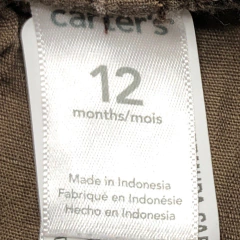 carter's
12
months/mois
Made in Indonesia
Fabriqué en Indonésie
Hecho en Indonesia